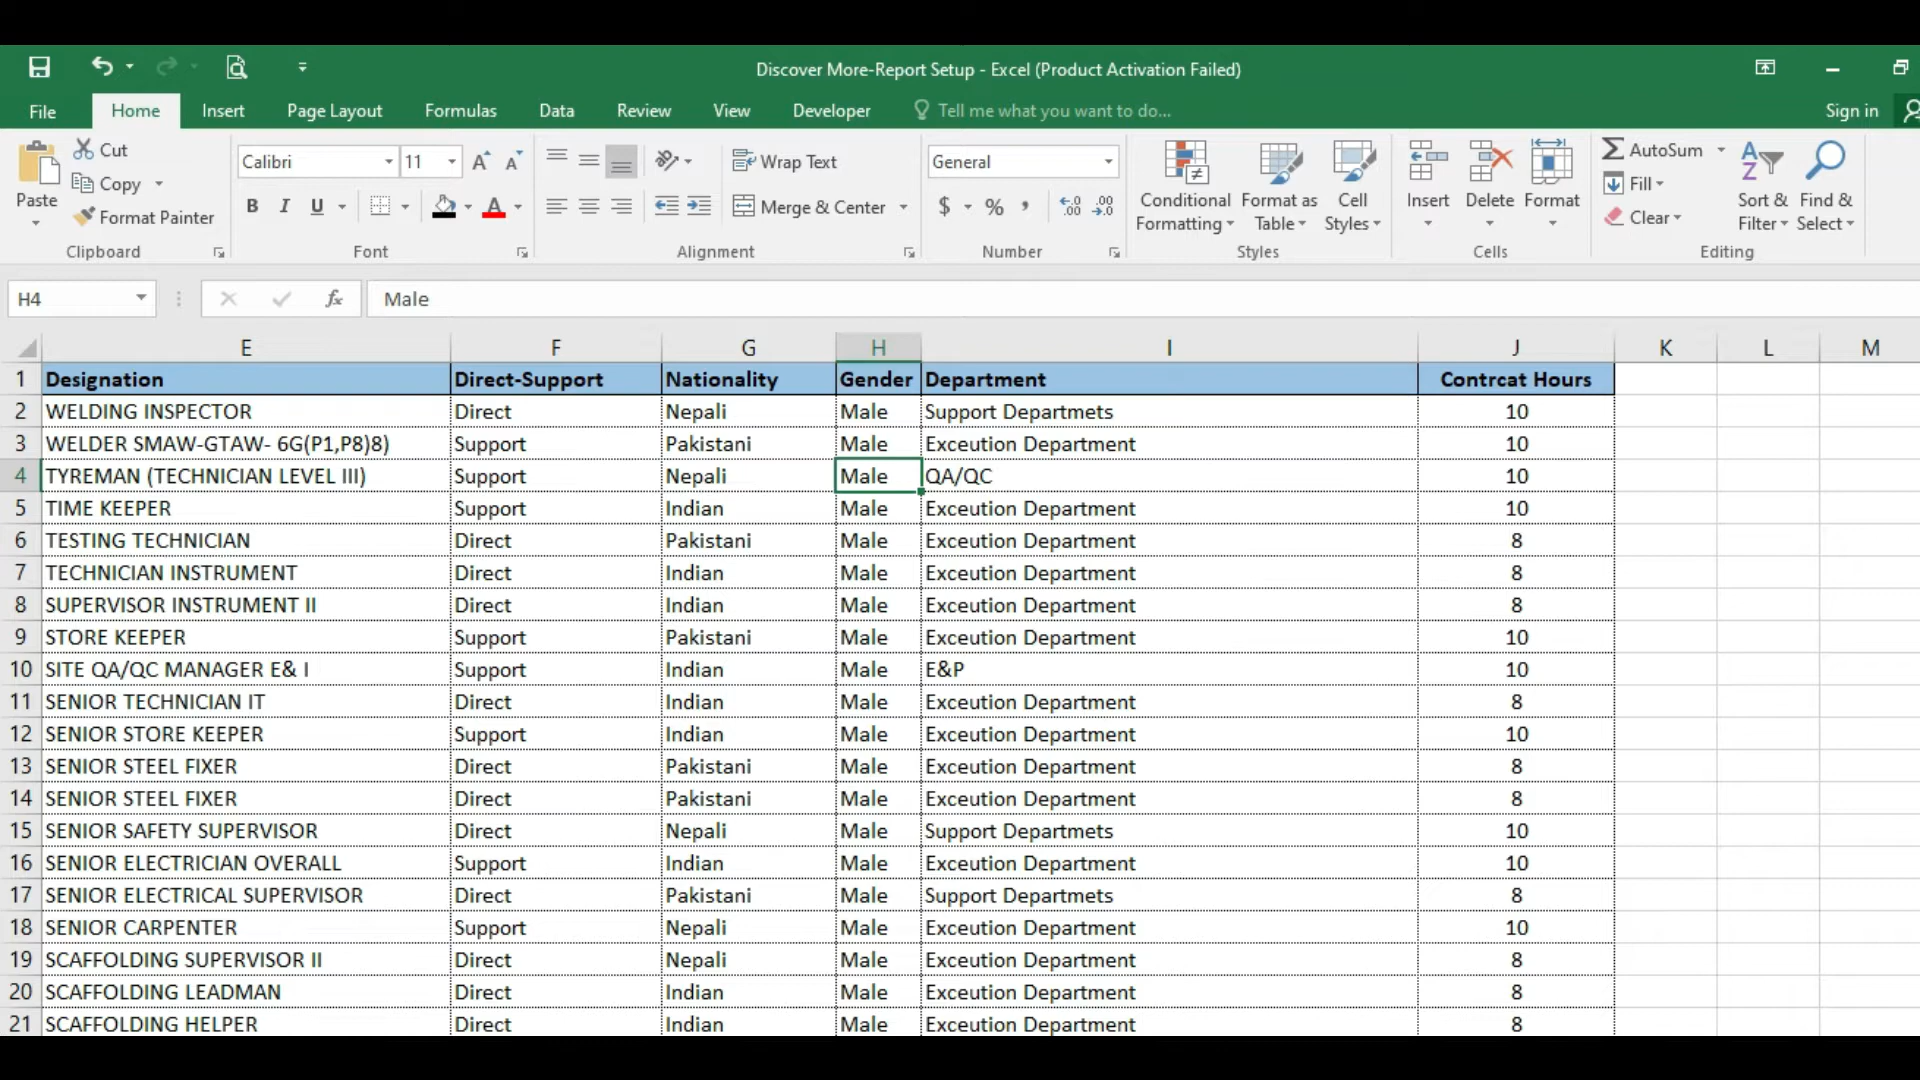 Discover More-Report Setup - Excel (Product Activation Failed)
File Home Insert Page Layout Formulas Data Review View Developer Tell me what you want to do... Sign in
Paste Cut Copy Format Painter Clipboard
Calibri 11 B I U Font
Wrap Text Merge & Center Alignment
General $ % , Number
Conditional Formatting Format as Table Cell Styles Styles
Insert Delete Format Cells
AutoSum Fill Clear Sort & Filter Find & Select Editing
H4 fx Male
E F G H I J K L M
1 Designation Direct-Support Nationality Gender Department Contrcat Hours
2 WELDING INSPECTOR Direct Nepali Male Support Departmets 10
3 WELDER SMAW-GTAW- 6G(P1,P8)8) Support Pakistani Male Exceution Department 10
4 TYREMAN (TECHNICIAN LEVEL III) Support Nepali Male QA/QC 10
5 TIME KEEPER Support Indian Male Exceution Department 10
6 TESTING TECHNICIAN Direct Pakistani Male Exceution Department 8
7 TECHNICIAN INSTRUMENT Direct Indian Male Exceution Department 8
8 SUPERVISOR INSTRUMENT II Direct Indian Male Exceution Department 8
9 STORE KEEPER Support Pakistani Male Exceution Department 10
10 SITE QA/QC MANAGER E& I Support Indian Male E&P 10
11 SENIOR TECHNICIAN IT Direct Indian Male Exceution Department 8
12 SENIOR STORE KEEPER Support Indian Male Exceution Department 10
13 SENIOR STEEL FIXER Direct Pakistani Male Exceution Department 8
14 SENIOR STEEL FIXER Direct Pakistani Male Exceution Department 8
15 SENIOR SAFETY SUPERVISOR Direct Nepali Male Support Departmets 10
16 SENIOR ELECTRICIAN OVERALL Support Indian Male Exceution Department 10
17 SENIOR ELECTRICAL SUPERVISOR Direct Pakistani Male Support Departmets 8
18 SENIOR CARPENTER Support Nepali Male Exceution Department 10
19 SCAFFOLDING SUPERVISOR II Direct Nepali Male Exceution Department 8
20 SCAFFOLDING LEADMAN Direct Indian Male Exceution Department 8
21 SCAFFOLDING HELPER Direct Indian Male Exceution Department 8